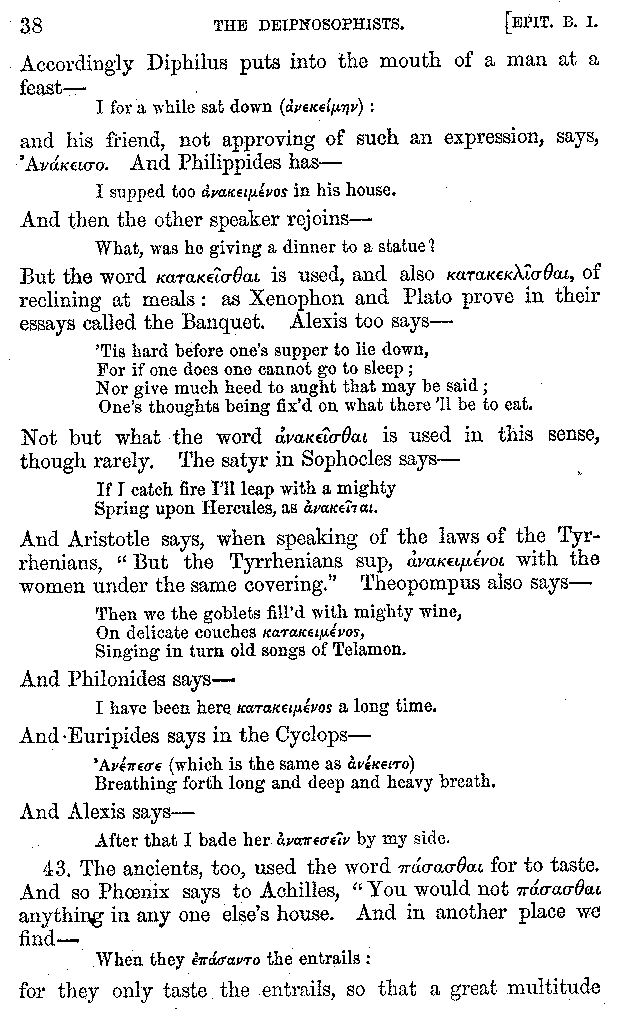 38 THE DEIPNOSOPHISTS. [EPIT. B. I.
Accordingly Diphilus puts into the mouth of a man at a
feast—
I for a while sat down (ἀνεκείμην) :
and his friend, not approving of such an expression, says,
Ἀνάκεισο. And Philippides has—
I supped too ἀνακειμένος in his house.
And then the other speaker rejoins—
What, was he giving a dinner to a statue?
But the word κατακεῖσθαι is used, and also κατακεκλῖσθαι, of
reclining at meals : as Xenophon and Plato prove in their
essays called the Banquet. Alexis too says—
'Tis hard before one's supper to lie down,
For if one does one cannot go to sleep ;
Nor give much heed to aught that may be said ;
One's thoughts being fix'd on what there 'll be to eat.
Not but what the word ἀνακεῖσθαι is used in this sense,
though rarely. The satyr in Sophocles says—
If I catch fire I'll leap with a mighty
Spring upon Hercules, as ἀνακεῖται.
And Aristotle says, when speaking of the laws of the Tyr-
rhenians, " But the Tyrrhenians sup, ἀνακειμένοι with the
women under the same covering." Theopompus also says—
Then we the goblets fill'd with mighty wine,
On delicate couches κατακειμένος,
Singing in turn old songs of Telamon.
And Philonides says—
I have been here κατακειμένος a long time.
And Euripides says in the Cyclops—
Ἀνέπεσε (which is the same as ἀνέκειτο)
Breathing forth long and deep and heavy breath.
And Alexis says—
After that I bade her ἀναπεσεῖν by my side.
43. The ancients, too, used the word πάσασθαι for to taste.
And so Phœnix says to Achilles, " You would not πάσασθαι
anything in any one else's house. And in another place we
find—
When they ἐπάσαντο the entrails :
for they only taste the entrails, so that a great multitude